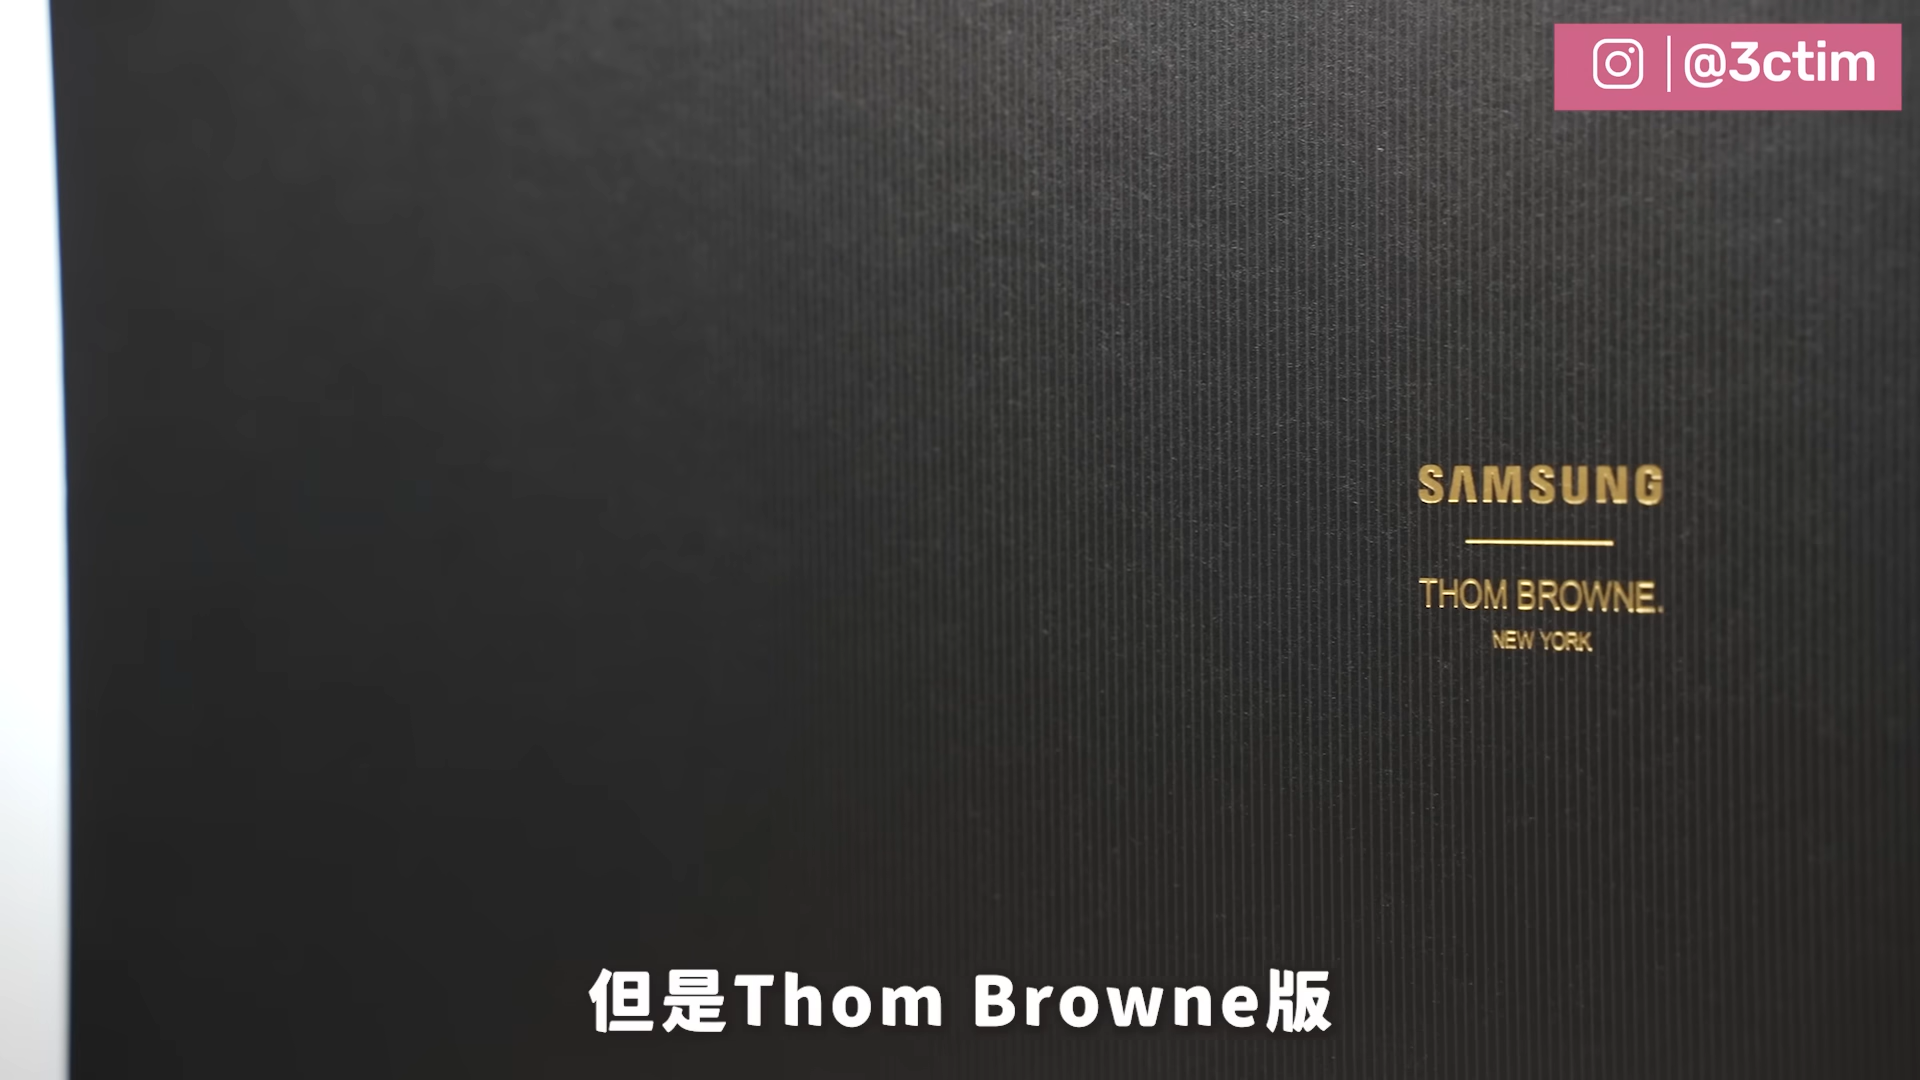 @3ctim
SAMSUNG
THOM BROWNE.
NEW YORK
但是Thom Browne版